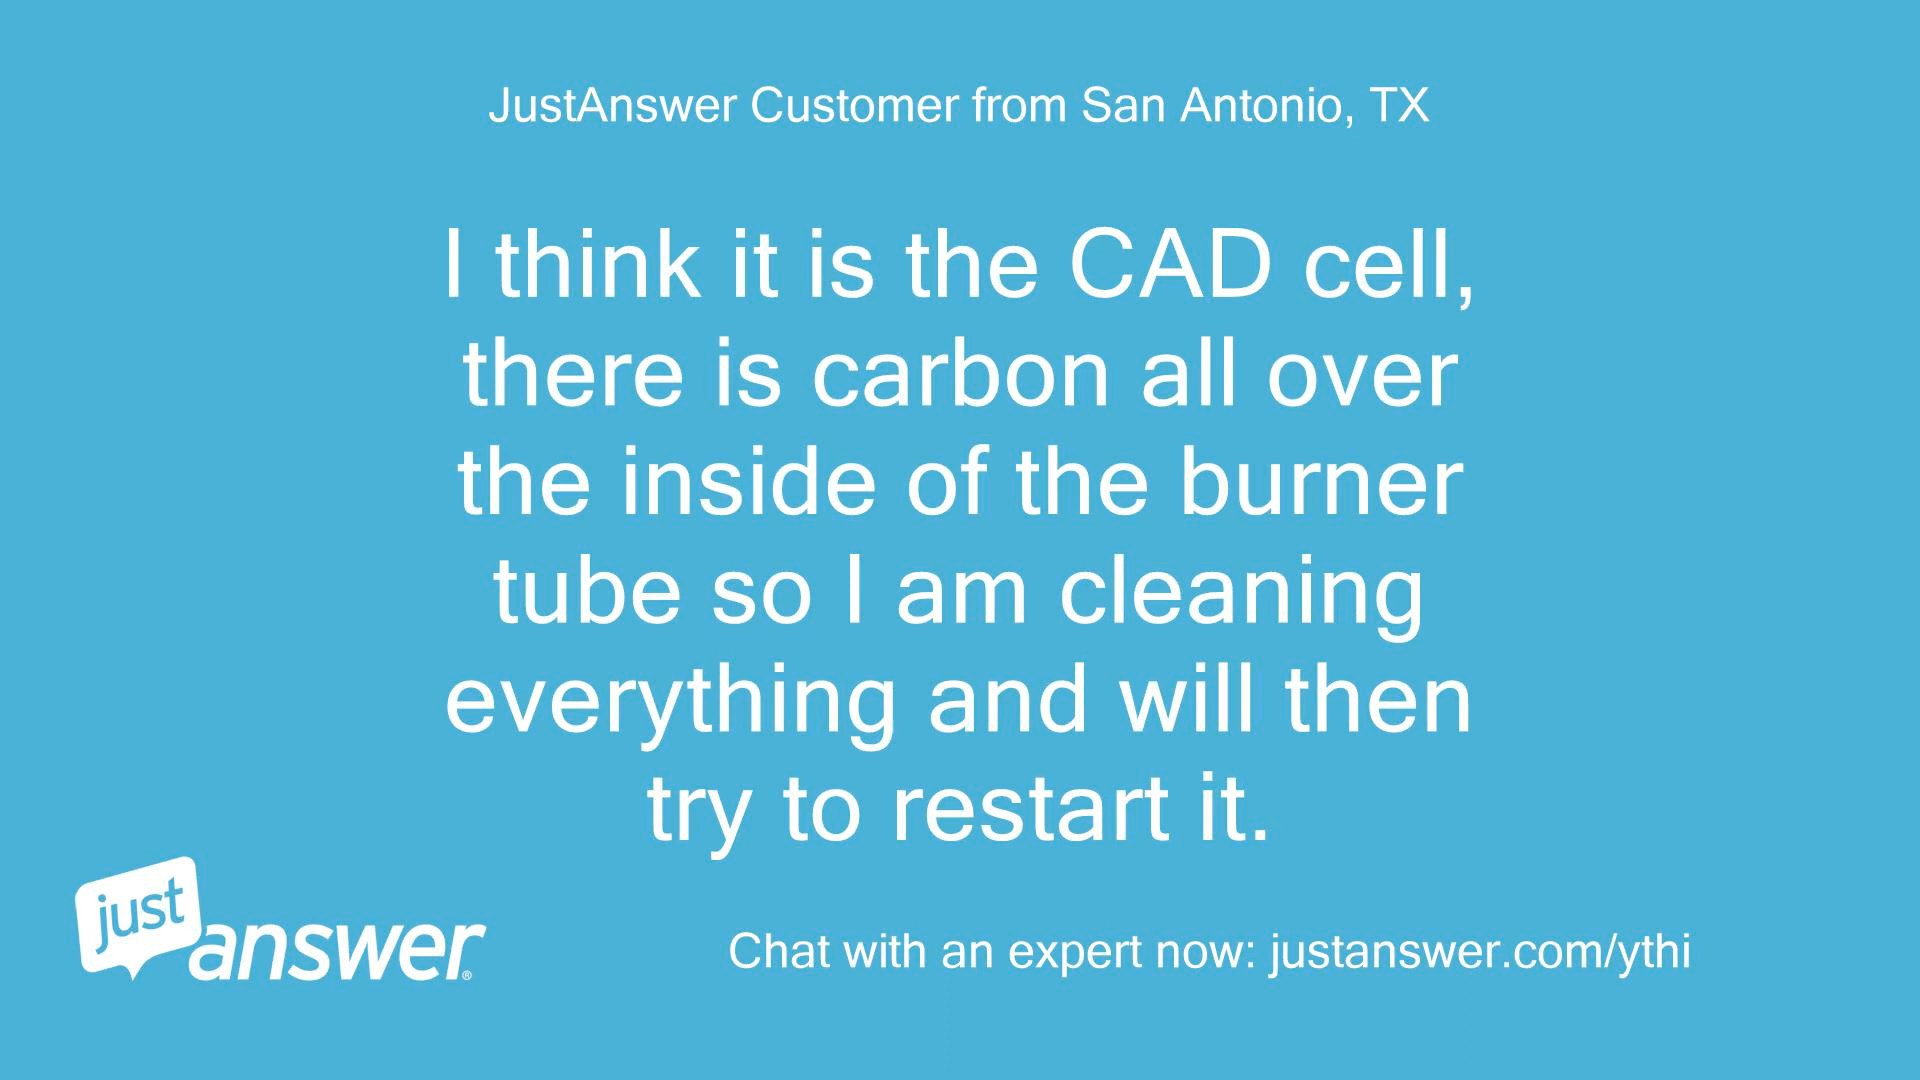 JustAnswer Customer from San Antonio, TX
I think it is the CAD cell,
there is carbon all over
the inside of the burner
tube so I am cleaning
everything and will then
try to restart it.
just
answer®
Chat with an expert now: justanswer.com/ythi